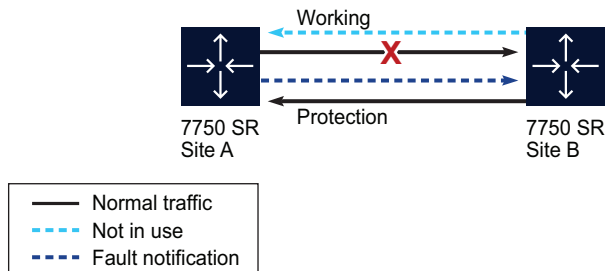 Working
X
7750 SR
Site A
7750 SR
Site B
Protection
Normal traffic
Not in use
Fault notification